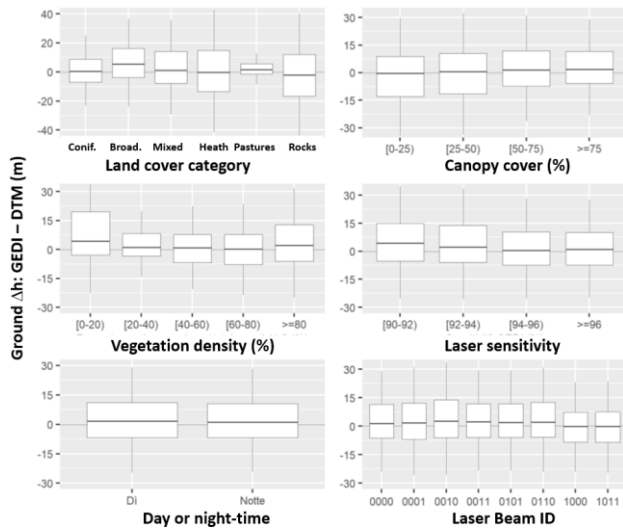 Ground Δh: GEDI – DTM (m)
40
20
0
-20
-40
Conif. Broad. Mixed Heath Pastures Rocks
Land cover category
30
15
0
-15
-30
[0-25) [25-50) [50-75) >=75
Canopy cover (%)
30
15
0
-15
-30
[0-20) [20-40) [40-60) [60-80) >=80
Vegetation density (%)
30
15
0
-15
-30
[90-92) [92-94) [94-96) >=96
Laser sensitivity
30
15
0
-15
-30
Dì Notte
Day or night-time
30
15
0
-15
-30
0000 0001 0010 0011 0101 0110 1000 1011
Laser Beam ID